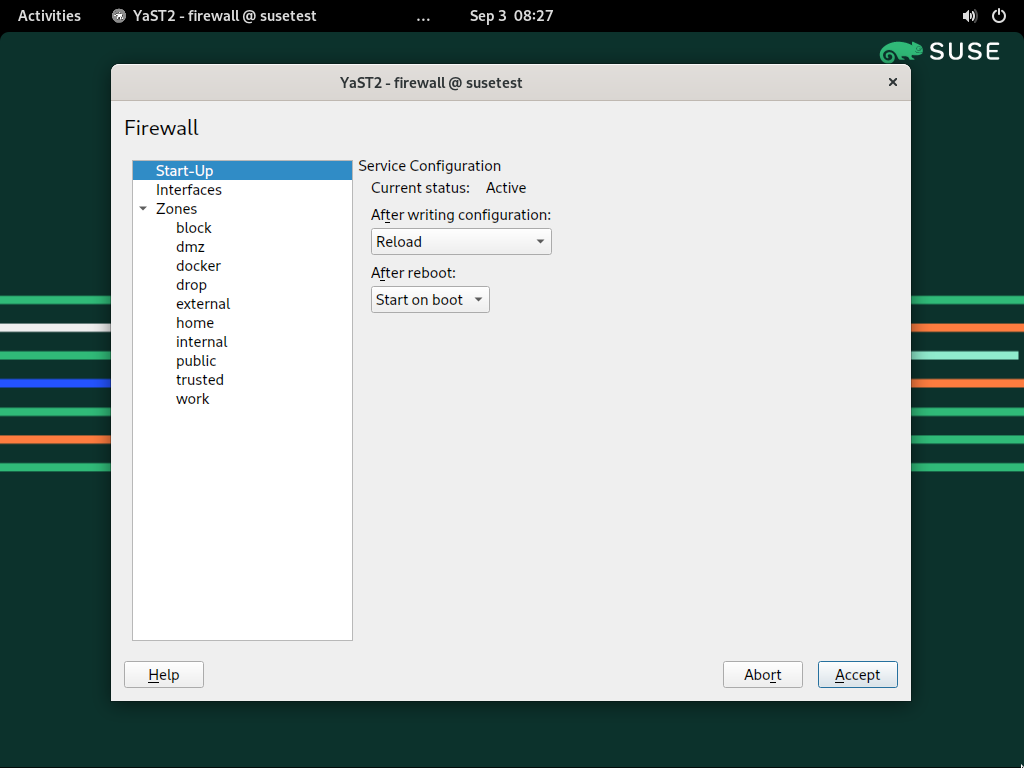 Activities YaST2 - firewall @ susetest ... Sep 3 08:27
SUSE
YaST2 - firewall @ susetest
Firewall
Start-Up
Interfaces
Zones
block
dmz
docker
drop
external
home
internal
public
trusted
work
Service Configuration
Current status: Active
After writing configuration:
Reload
After reboot:
Start on boot
Help Abort Accept